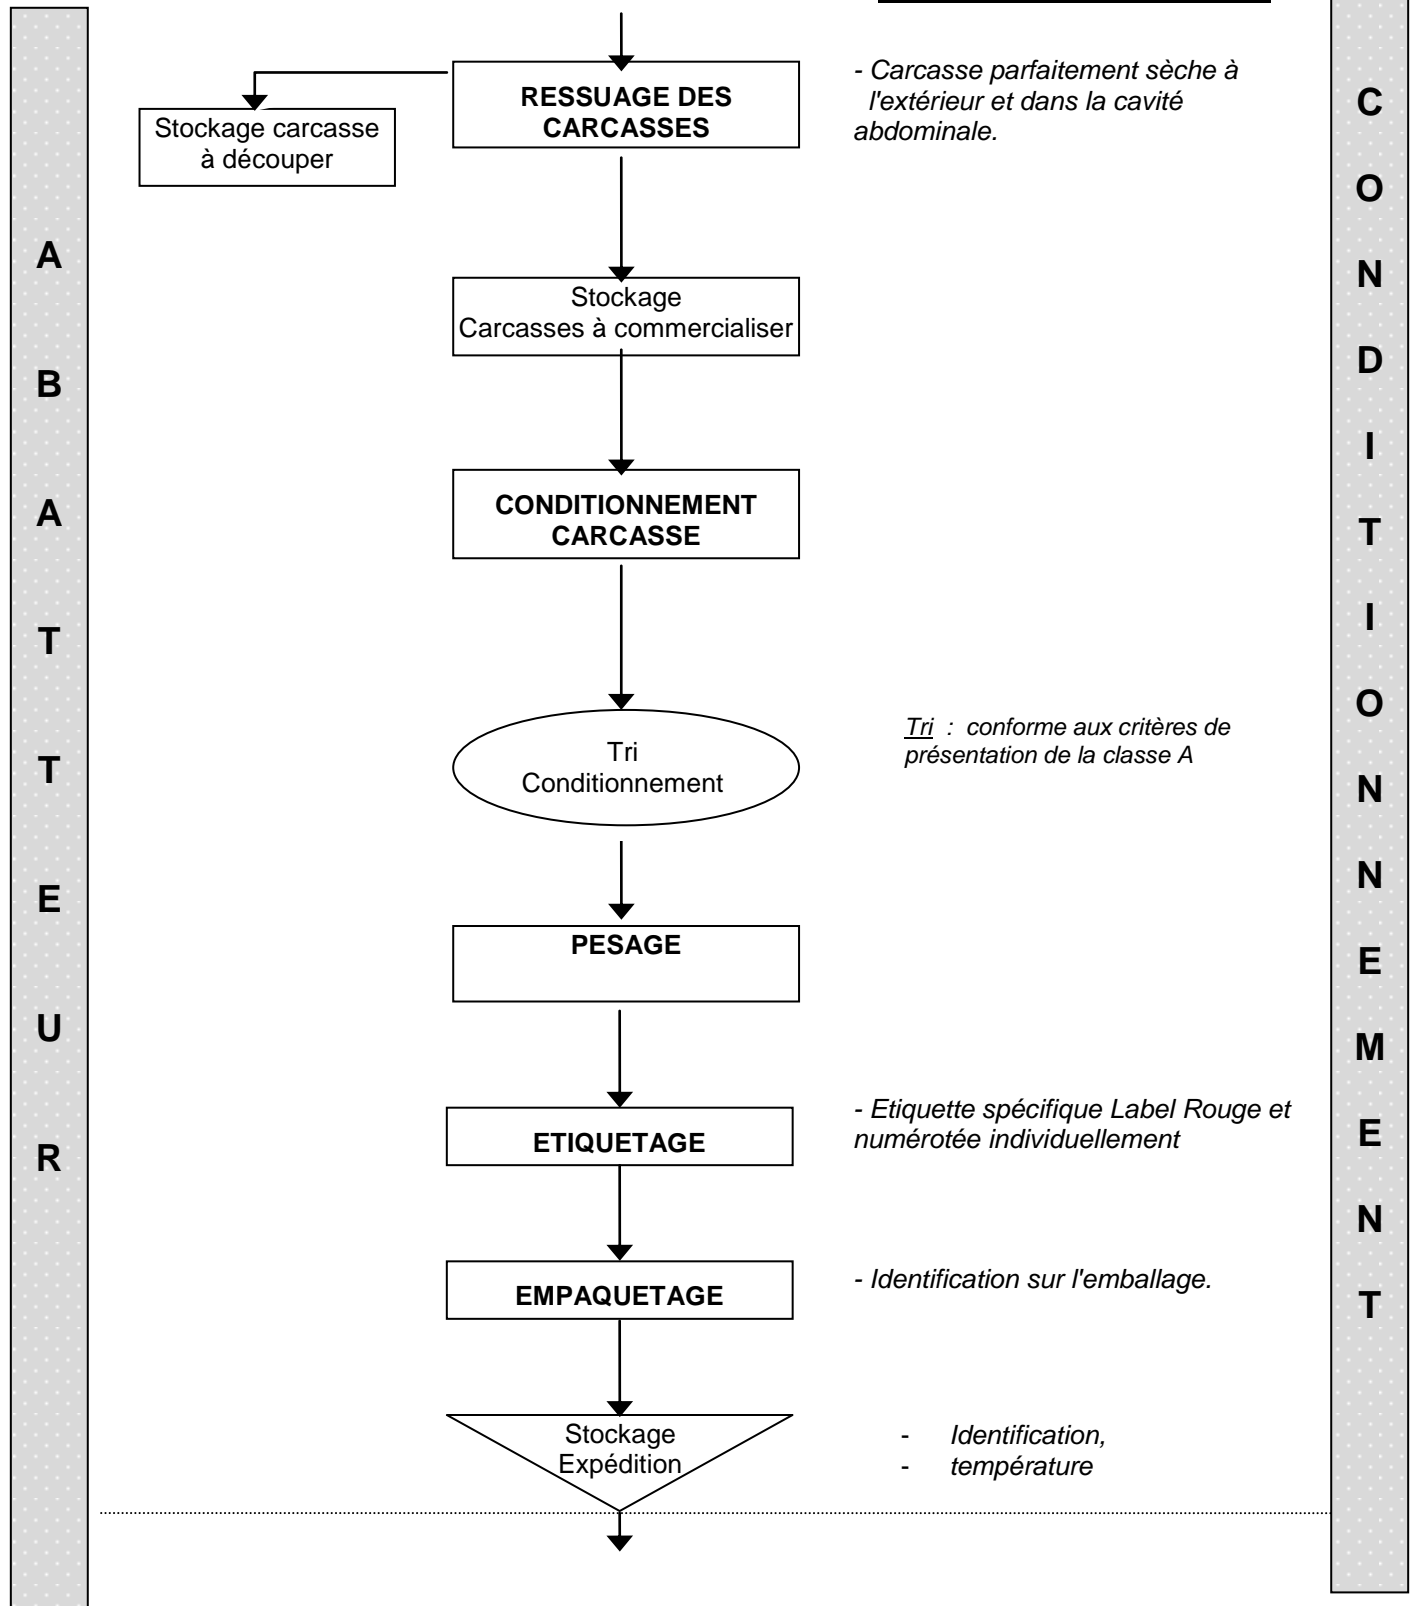 RESSUAGE DES
CARCASSES
- Carcasse parfaitement sèche à
l'extérieur et dans la cavité
abdominale.
Stockage carcasse
à découper
Stockage
Carcasses à commercialiser
CONDITIONNEMENT
CARCASSE
Tri
Conditionnement
Tri : conforme aux critères de
présentation de la classe A
PESAGE
ETIQUETAGE
- Etiquette spécifique Label Rouge et
numérotée individuellement
EMPAQUETAGE
- Identification sur l'emballage.
Stockage
Expédition
- Identification,
- température
A
B
A
T
T
E
U
R
C
O
N
D
I
T
I
O
N
N
E
M
E
N
T